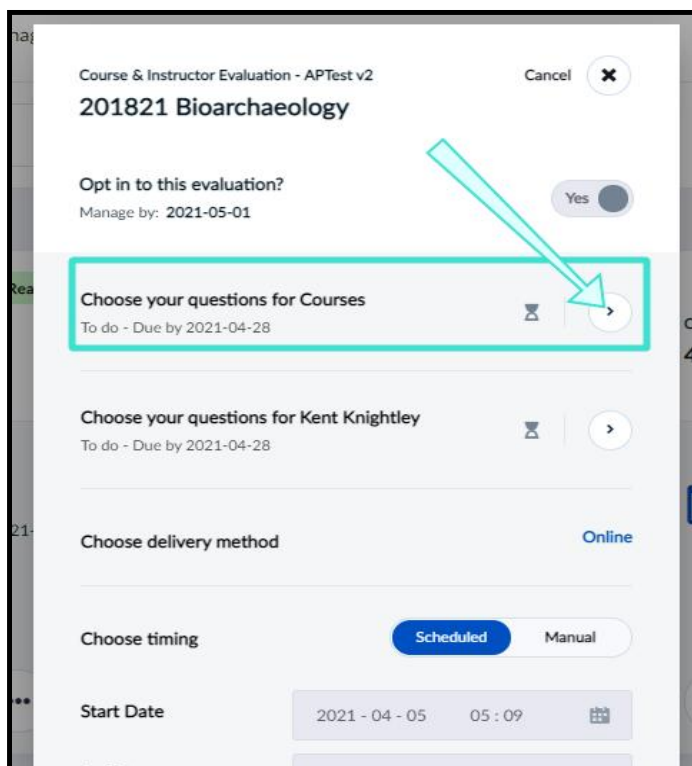 Course & Instructor Evaluation - APTest v2
Cancel
201821 Bioarchaeology
Opt in to this evaluation?
Yes
Manage by: 2021-05-01
Choose your questions for Courses
To do - Due by 2021-04-28
Choose your questions for Kent Knightley
To do - Due by 2021-04-28
Choose delivery method
Online
Choose timing
Scheduled
Manual
Start Date
2021 - 04 - 05 05 : 09